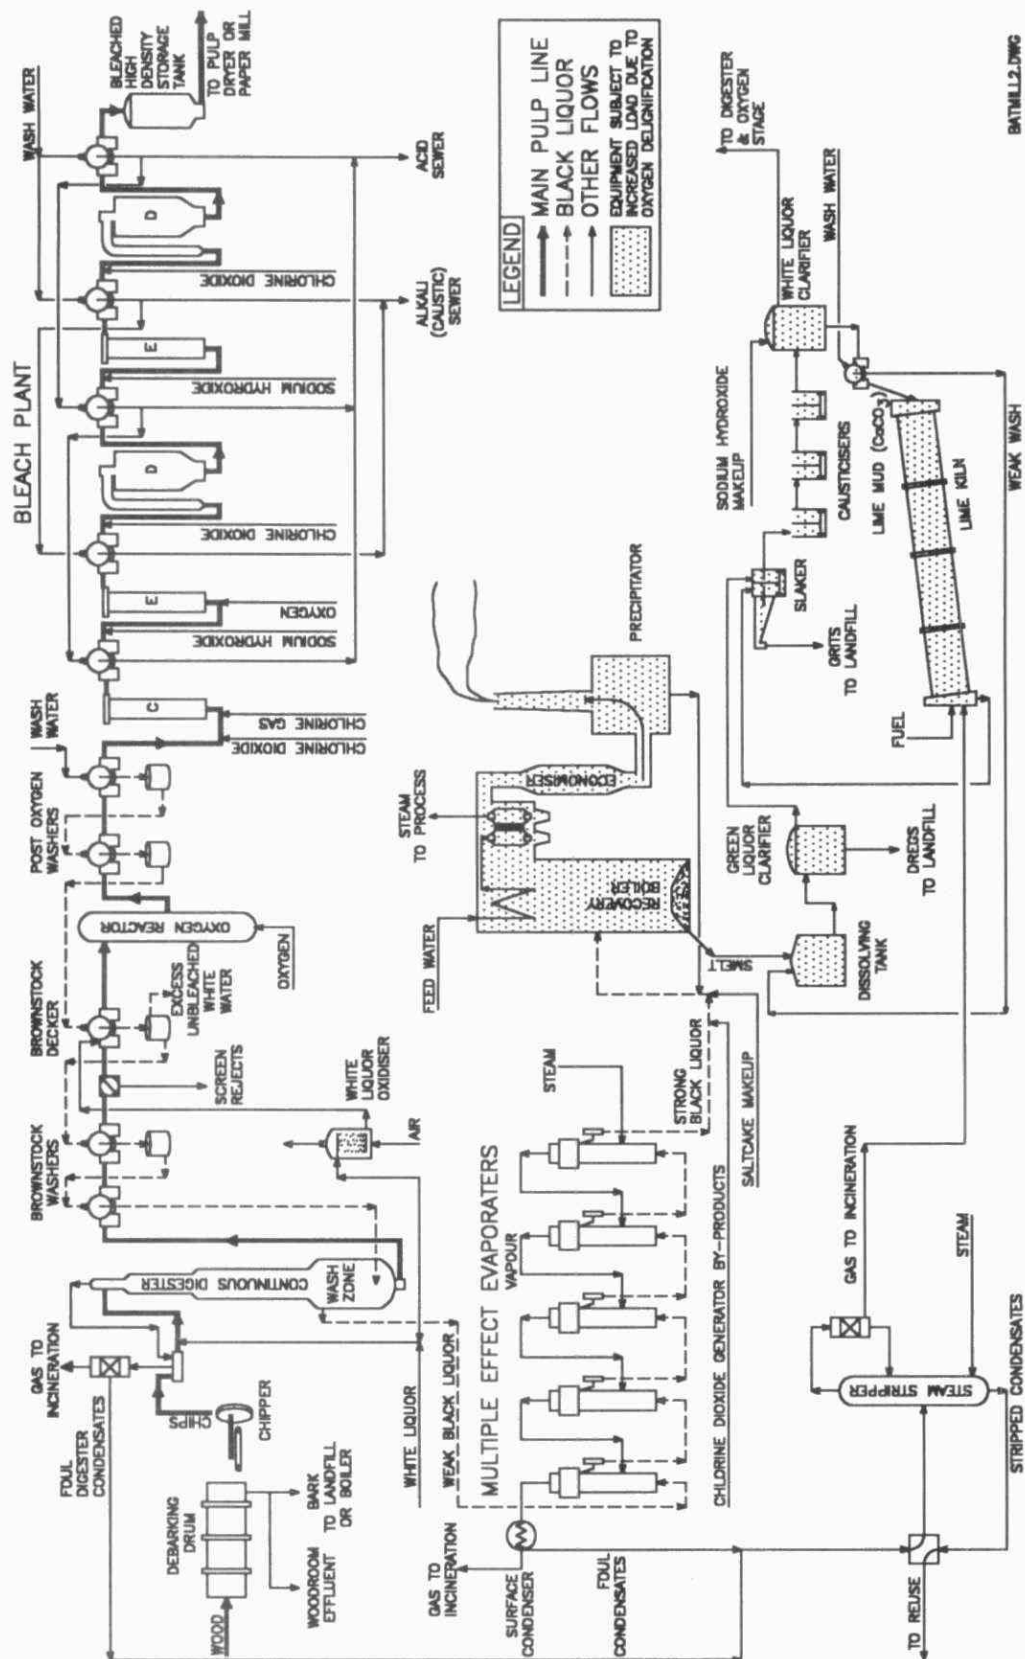 BLEACH PLANT
WASH WATER
BLEACHED
HIGH
DENSITY
STORAGE
TANK
TO PULP
DRYER OR
PAPER MILL
ACID
SEWER
D
CHLORINE DIOXIDE
ALKALI
(CAUSTIC)
SEWER
E
SODIUM HYDROXIDE
D
CHLORINE DIOXIDE
E
OXYGEN
SODIUM HYDROXIDE
C
CHLORINE GAS
CHLORINE DIOXIDE
WASH
WATER
POST OXYGEN
WASHERS
OXYGEN REACTOR
OXYGEN
BROWNSTOCK
DECKER
EXCESS
UNBLEACHED
WHITE
WATER
SCREEN
REJECTS
BROWNSTOCK
WASHERS
WHITE
LIQUOR
OXIDISER
AIR
CONTINUOUS DIGESTER
WASH
ZONE
GAS TO
INCINERATION
FOUL
DIGESTER
CONDENSATES
CHIPS
CHIPPER
DEBARKING
DRUM
WOOD
WOODROOM
EFFLUENT
BARK
TO LANDFILL
OR BOILER
WHITE LIQUOR
WEAK BLACK LIQUOR
LEGEND
MAIN PULP LINE
BLACK LIQUOR
OTHER FLOWS
EQUIPMENT SUBJECT TO
INCREASED LOAD DUE TO
OXYGEN DELIGNIFICATION
MULTIPLE EFFECT EVAPORATERS
VAPOUR
STEAM
GAS TO
INCINERATION
SURFACE
CONDENSER
FOUL
CONDENSATES
STRONG
BLACK LIQUOR
CHLORINE DIOXIDE GENERATOR BY-PRODUCTS
SALTCAKE MAKEUP
FEED WATER
STEAM
TO PROCESS
RECOVERY
BOILER
ECONOMISER
PRECIPITATOR
SMELT
DISSOLVING
TANK
GREEN
LIQUOR
CLARIFIER
DREGS
TO LANDFILL
SLAKER
GRITS
TO LANDFILL
CAUSTICISERS
SODIUM HYDROXIDE
MAKEUP
WHITE LIQUOR
CLARIFIER
TO DIGESTER
& OXYGEN
STAGE
WASH WATER
LIME MUD (CaCO3)
LIME KILN
FUEL
WEAK WASH
GAS TO INCINERATION
STEAM
STEAM STRIPPER
STRIPPED CONDENSATES
TO REUSE
BATMILL2.DWG